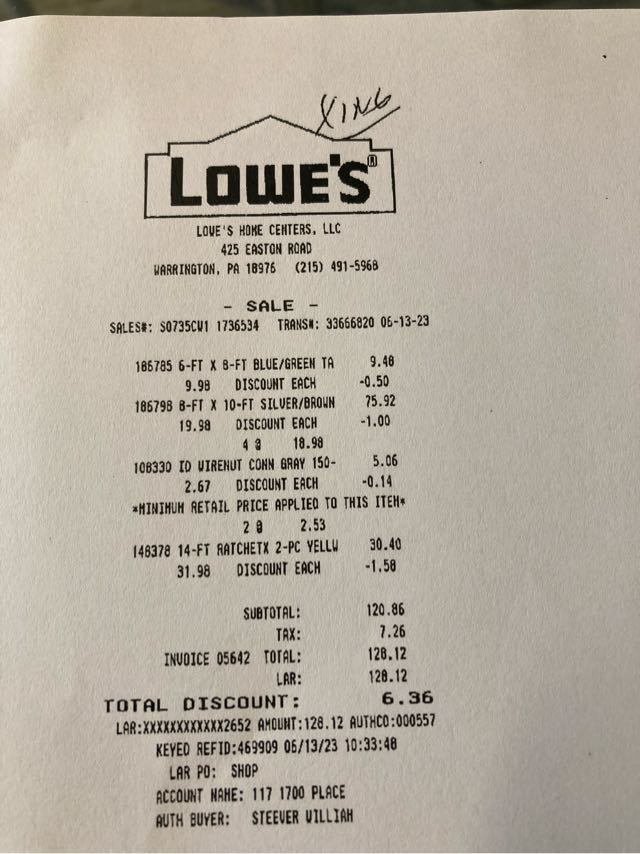 XING
LOWE'S®
LOWE'S HOME CENTERS, LLC
425 EASTON ROAD
WARRINGTON, PA 18976 (215) 491-5968
- SALE -
SALES#: S0735CW1 1736534 TRANS#: 33666820 06-13-23
186785 6-FT X 8-FT BLUE/GREEN TA 9.48
9.98 DISCOUNT EACH -0.50
186798 8-FT X 10-FT SILVER/BROWN 75.92
19.98 DISCOUNT EACH -1.00
4 @ 18.98
108330 ID WIRENUT CONN GRAY 150- 5.06
2.67 DISCOUNT EACH -0.14
*MINIMUM RETAIL PRICE APPLIED TO THIS ITEM*
2 @ 2.53
148378 14-FT RATCHETX 2-PC YELLW 30.40
31.98 DISCOUNT EACH -1.58
SUBTOTAL: 120.86
TAX: 7.26
INVOICE 05642 TOTAL: 128.12
LAR: 128.12
TOTAL DISCOUNT: 6.36
LAR:XXXXXXXXXXXX2652 AMOUNT:128.12 AUTHCD:000557
KEYED REFID:469909 06/13/23 10:33:48
LAR PO: SHOP
ACCOUNT NAME: 117 1700 PLACE
AUTH BUYER: STEEVER WILLIAM